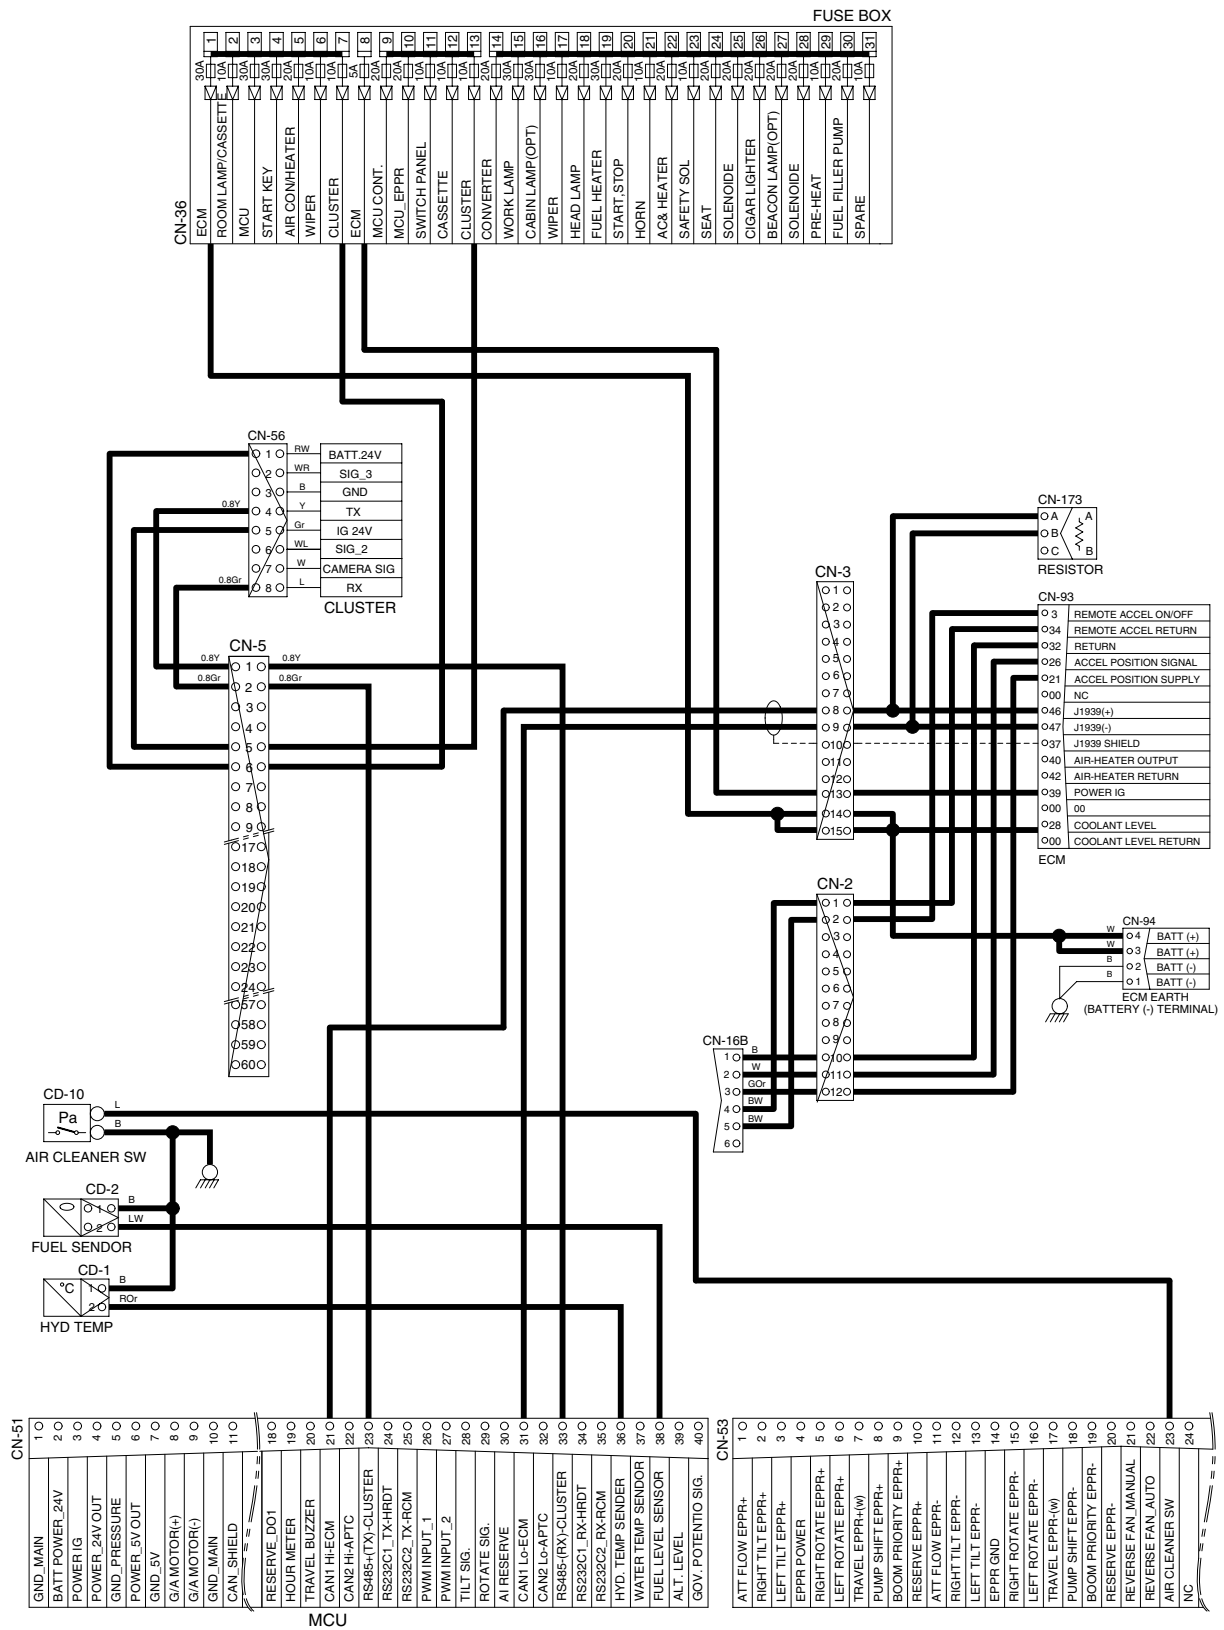 FUSE BOX
1 2 3 4 5 6 7 8 9 10 11 12 13 14 15 16 17 18 19 20 21 22 23 24 25 26 27 28 29 30 31
30A 10A 30A 30A 20A 10A 10A 5A 20A 20A 10A 10A 10A 20A 30A 20A 10A 10A 30A 20A 20A 10A 20A 20A 20A 20A 20A 10A 10A 20A 10A
CN-36
ECM
ROOM LAMP/CASSETTE
MCU
START KEY
AIR CON/HEATER
WIPER
CLUSTER
ECM
MCU CONT.
MCU_EPPR
SWITCH PANEL
CASSETTE
CLUSTER
CONVERTER
WORK LAMP
CABIN LAMP(OPT)
WIPER
HEAD LAMP
FUEL HEATER
START,STOP
HORN
AC& HEATER
SAFETY SOL
SEAT
SOLENOIDE
CIGAR LIGHTER
BEACON LAMP(OPT)
SOLENOIDE
PRE-HEAT
FUEL FILLER PUMP
SPARE
CN-56
1 RW BATT.24V
2 WR SIG_3
3 B GND
0.8Y 4 Y TX
5 Gr IG 24V
6 WL SIG_2
7 W CAMERA SIG
0.8Gr 8 L RX
CLUSTER
CN-5
0.8Y 1 0.8Y
0.8Gr 2 0.8Gr
3
4
5
6
7
8
9
17
18
19
20
21
22
23
24
57
58
59
60
CN-173
A A
B
C B
RESISTOR
CN-3
1
2
3
4
5
6
7
8
9
10
11
12
13
14
15
CN-93
3 REMOTE ACCEL ON/OFF
34 REMOTE ACCEL RETURN
32 RETURN
26 ACCEL POSITION SIGNAL
21 ACCEL POSITION SUPPLY
00 NC
46 J1939(+)
47 J1939(-)
37 J1939 SHIELD
40 AIR-HEATER OUTPUT
42 AIR-HEATER RETURN
39 POWER IG
00 00
28 COOLANT LEVEL
00 COOLANT LEVEL RETURN
ECM
CN-2
1
2
3
4
5
6
7
8
9
10
11
12
CN-94
W 4 BATT (+)
W 3 BATT (+)
B 2 BATT (-)
B 1 BATT (-)
ECM EARTH
(BATTERY (-) TERMINAL)
CN-16B
1 B
2 W
3 GOr
4 BW
5 BW
6
CD-10
Pa
L
B
AIR CLEANER SW
CD-2
1 B
2 LW
FUEL SENDOR
CD-1
°C
1 B
2 ROr
HYD TEMP
CN-51
1 GND_MAIN
2 BATT POWER_24V
3 POWER IG
4 POWER_24V OUT
5 GND_PRESSURE
6 POWER_5V OUT
7 GND_5V
8 G/A MOTOR(+)
9 G/A MOTOR(-)
10 GND_MAIN
11 CAN_SHIELD
18 RESERVE_DO1
19 HOUR METER
20 TRAVEL BUZZER
21 CAN1 Hi-ECM
22 CAN2 Hi-APTC
23 RS485+(TX)-CLUSTER
24 RS232C1_TX-HRDT
25 RS232C2_TX-RCM
26 PWM INPUT_1
27 PWM INPUT_2
28 TILT SIG.
29 ROTATE SIG.
30 AI RESERVE
31 CAN1 Lo-ECM
32 CAN2 Lo-APTC
33 RS485-(RX)-CLUSTER
34 RS232C1_RX-HRDT
35 RS232C2_RX-RCM
36 HYD. TEMP SENDER
37 WATER TEMP SENDOR
38 FUEL LEVEL SENSOR
39 ALT. LEVEL
40 GOV. POTENTIO SIG.
MCU
CN-53
1 ATT FLOW EPPR+
2 RIGHT TILT EPPR+
3 LEFT TILT EPPR+
4 EPPR POWER
5 RIGHT ROTATE EPPR+
6 LEFT ROTATE EPPR+
7 TRAVEL EPPR+(w)
8 PUMP SHIFT EPPR+
9 BOOM PRIORITY EPPR+
10 RESERVE EPPR+
11 ATT FLOW EPPR-
12 RIGHT TILT EPPR-
13 LEFT TILT EPPR-
14 EPPR GND
15 RIGHT ROTATE EPPR-
16 LEFT ROTATE EPPR-
17 TRAVEL EPPR-(w)
18 PUMP SHIFT EPPR-
19 BOOM PRIORITY EPPR-
20 RESERVE EPPR-
21 REVERSE FAN_MANUAL
22 REVERSE FAN_AUTO
23 AIR CLEANER SW
24 NC